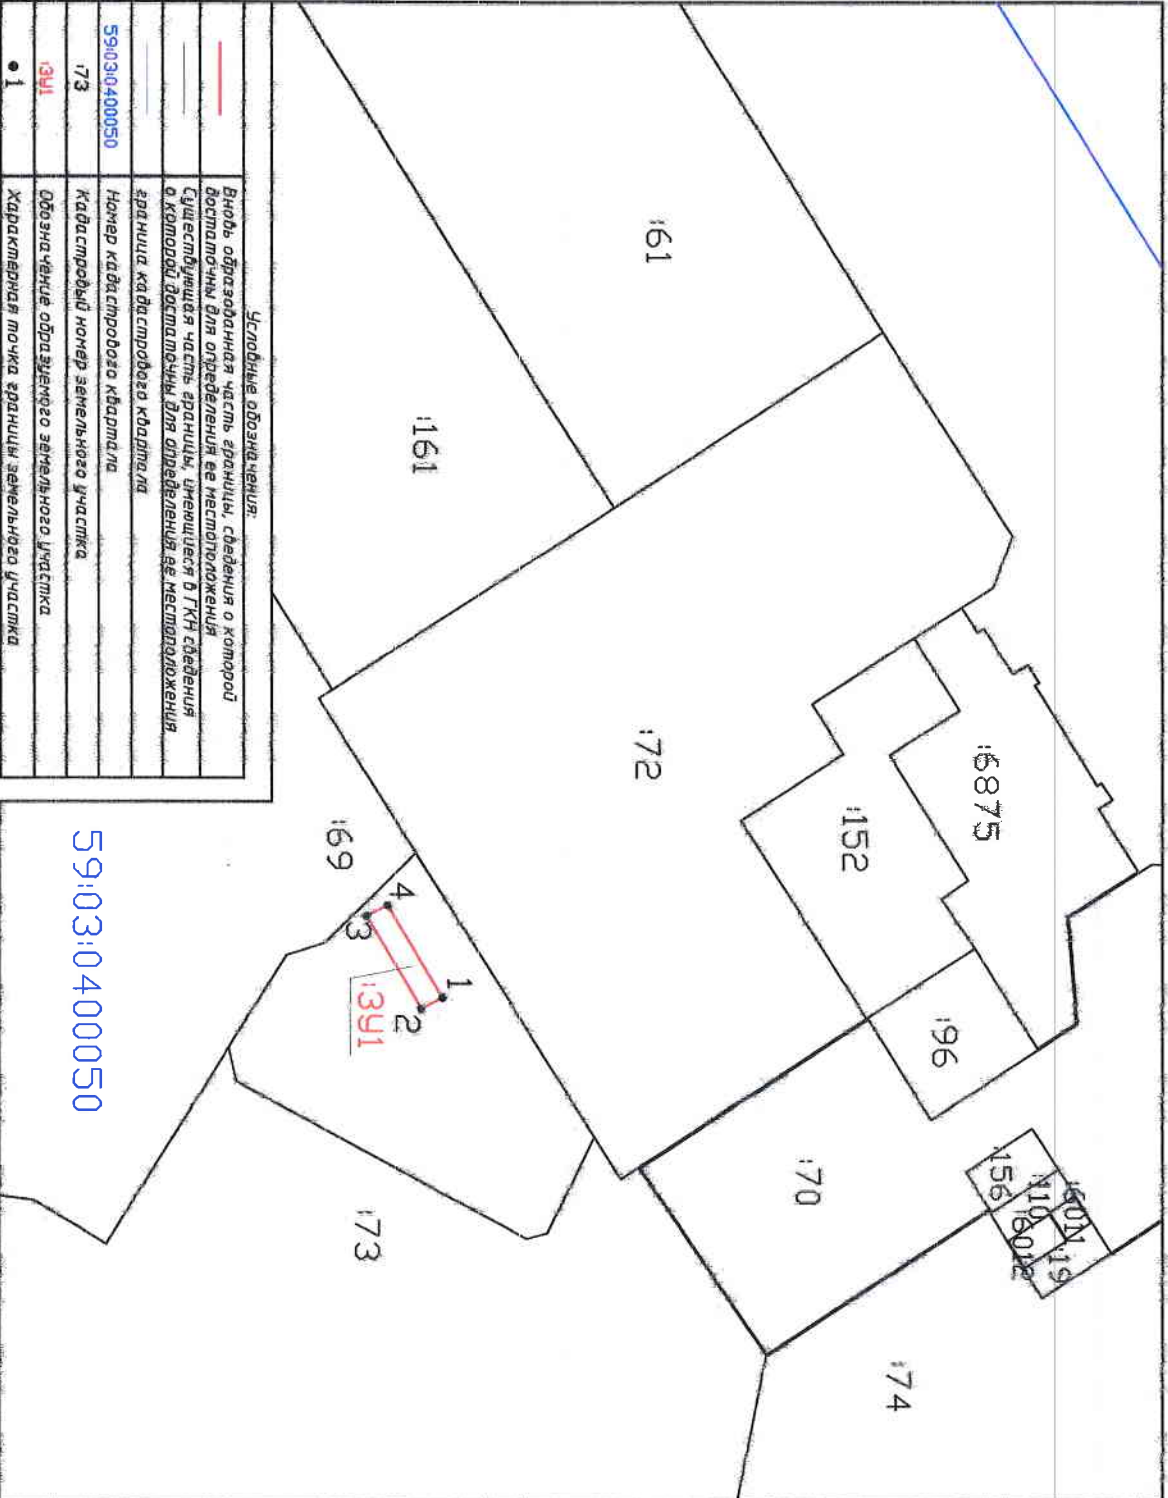 :61
:161
:72
:6875
:152
:96
:70
:156
:110
:6011
:6012
:19
:74
:69
:73
4
3
1
2
:ЗУ1
59:03:0400050
Условные обозначения:
Вновь образованная часть границы, сведения о которой
достаточны для определения ее местоположения
Существующая часть границы, имеющиеся в ГКН сведения
о которой достаточны для определения ее местоположения
граница кадастрового квартала
59:03:0400050 Номер кадастрового квартала
:73 Кадастровый номер земельного участка
:ЗУ1 Обозначение образуемого земельного участка
1 Характерная точка границы земельного участка